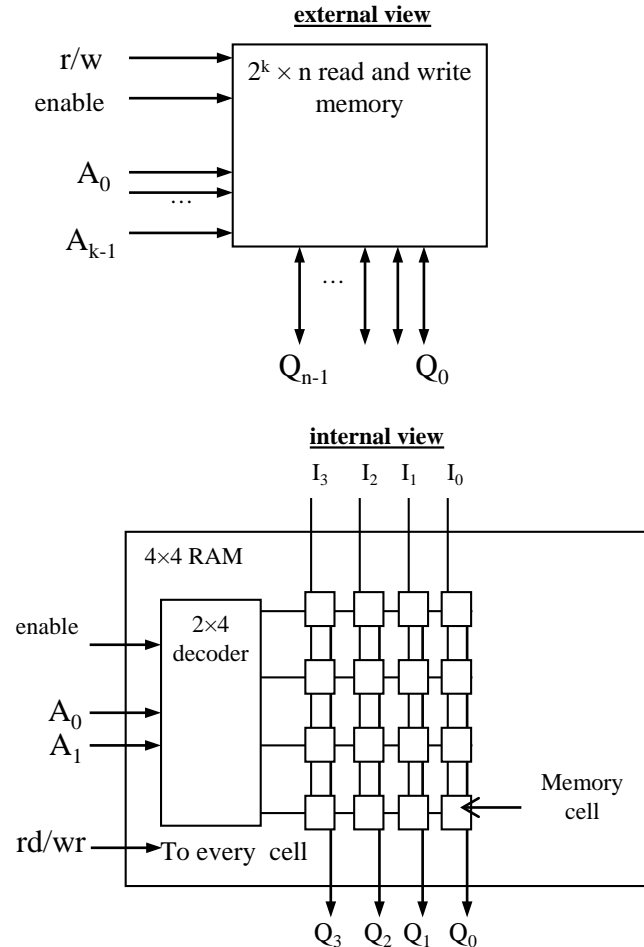 external view
r/w
enable
A₀
...
Aₖ₋₁
2ᵏ × n read and write
memory
...
Qₙ₋₁
Q₀
internal view
I₃ I₂ I₁ I₀
4×4 RAM
enable
2×4
decoder
A₀
A₁
rd/wr
To every cell
Memory
cell
Q₃ Q₂ Q₁ Q₀